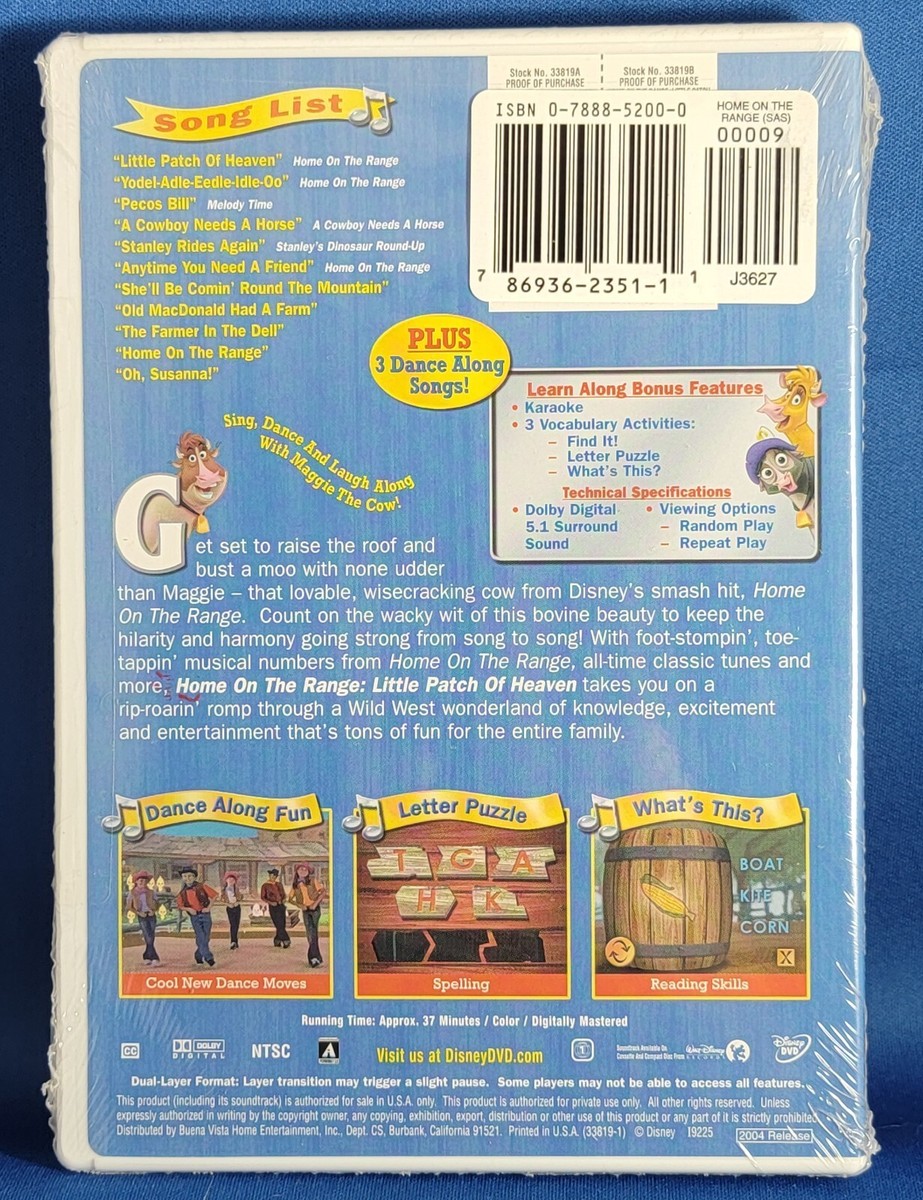 Stock No. 33819A
PROOF OF PURCHASE
Stock No. 33819B
PROOF OF PURCHASE
ISBN 0-7888-5200-0
HOME ON THE
RANGE (SAS)
00009
7 86936-2351-1 1
J3627
Song List
“Little Patch Of Heaven” Home On The Range
“Yodel-Adle-Eedle-Idle-Oo” Home On The Range
“Pecos Bill” Melody Time
“A Cowboy Needs A Horse” A Cowboy Needs A Horse
“Stanley Rides Again” Stanley's Dinosaur Round-Up
“Anytime You Need A Friend” Home On The Range
“She'll Be Comin' Round The Mountain”
“Old MacDonald Had A Farm”
“The Farmer In The Dell”
“Home On The Range”
“Oh, Susanna!”
PLUS
3 Dance Along
Songs!
Learn Along Bonus Features
• Karaoke
• 3 Vocabulary Activities:
– Find It!
– Letter Puzzle
– What's This?
Technical Specifications
• Dolby Digital
5.1 Surround
Sound
• Viewing Options
– Random Play
– Repeat Play
Sing, Dance And Laugh Along
With Maggie The Cow!
Get set to raise the roof and
bust a moo with none udder
than Maggie – that lovable, wisecracking cow from Disney's smash hit, Home
On The Range. Count on the wacky wit of this bovine beauty to keep the
hilarity and harmony going strong from song to song! With foot-stompin', toe-
tappin' musical numbers from Home On The Range, all-time classic tunes and
more, Home On The Range: Little Patch Of Heaven takes you on a
rip-roarin' romp through a Wild West wonderland of knowledge, excitement
and entertainment that's tons of fun for the entire family.
Dance Along Fun
Cool New Dance Moves
Letter Puzzle
T G A
H K
Spelling
What's This?
BOAT
KITE
CORN
X
Reading Skills
Running Time: Approx. 37 Minutes / Color / Digitally Mastered
CC
DOLBY
DIGITAL
NTSC
A
Visit us at DisneyDVD.com
1
Soundtrack Available On
Cassette And Compact Disc From Walt Disney
RECORDS
Disney
DVD
Dual-Layer Format: Layer transition may trigger a slight pause. Some players may not be able to access all features.
This product (including its soundtrack) is authorized for sale in U.S.A. only. This product is authorized for private use only. All other rights reserved. Unless
expressly authorized in writing by the copyright owner, any copying, exhibition, export, distribution or other use of this product or any part of it is strictly prohibited.
Distributed by Buena Vista Home Entertainment, Inc., Dept. CS, Burbank, California 91521. Printed in U.S.A. (33819-1) © Disney 19225 2004 Release